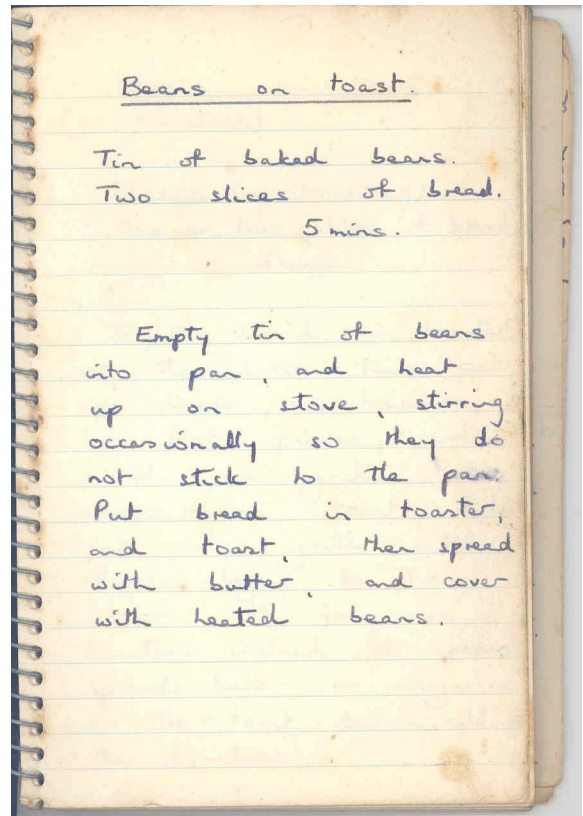 Beans on toast.
Tin of baked beans.
Two slices of bread.
5 mins.
Empty tin of beans
into pan, and heat
up on stove, stirring
occasionally so they do
not stick to the pan.
Put bread in toaster,
and toast, then spread
with butter, and cover
with heated beans.